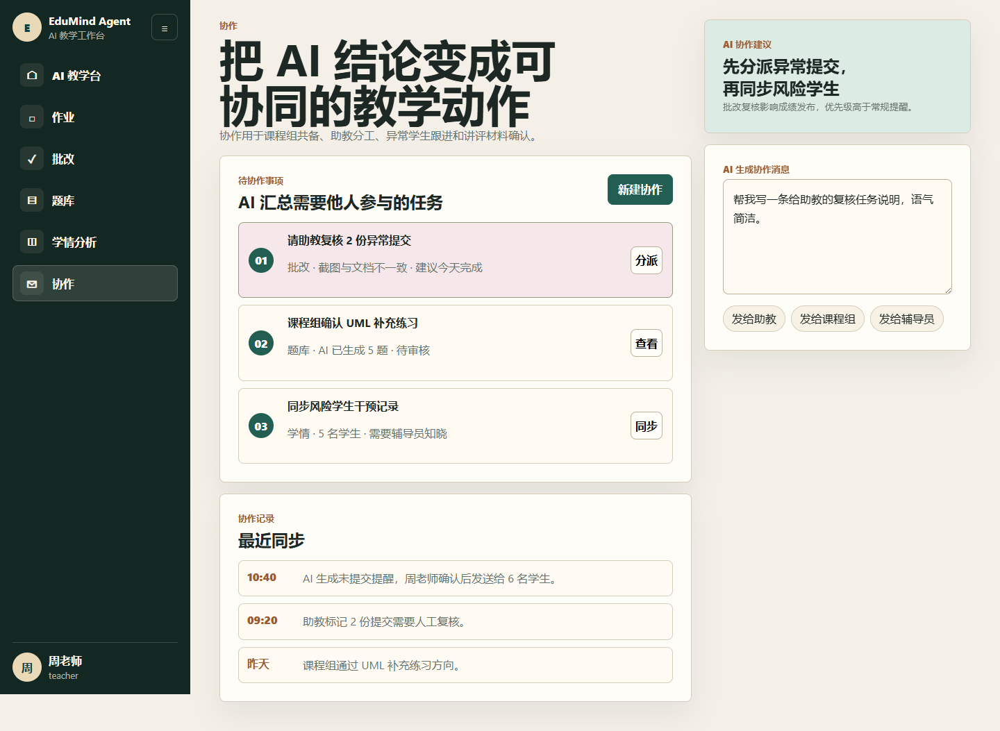 E
EduMind Agent
AI 教学工作台
AI 教学台
作业
批改
题库
学情分析
协作
周
周老师
teacher
协作
把 AI 结论变成可
协同的教学动作
协作用于课程组共备、助教分工、异常学生跟进和讲评材料确认。
待协作事项
AI 汇总需要他人参与的任务
新建协作
01
请助教复核 2 份异常提交
批改 · 截图与文档不一致 · 建议今天完成
分派
02
课程组确认 UML 补充练习
题库 · AI 已生成 5 题 · 待审核
查看
03
同步风险学生干预记录
学情 · 5 名学生 · 需要辅导员知晓
同步
协作记录
最近同步
10:40 AI 生成未提交提醒，周老师确认后发送给 6 名学生。
09:20 助教标记 2 份提交需要人工复核。
昨天 课程组通过 UML 补充练习方向。
AI 协作建议
先分派异常提交，
再同步风险学生
批改复核影响成绩发布，优先级高于常规提醒。
AI 生成协作消息
帮我写一条给助教的复核任务说明，语气
简洁。
发给助教 发给课程组 发给辅导员